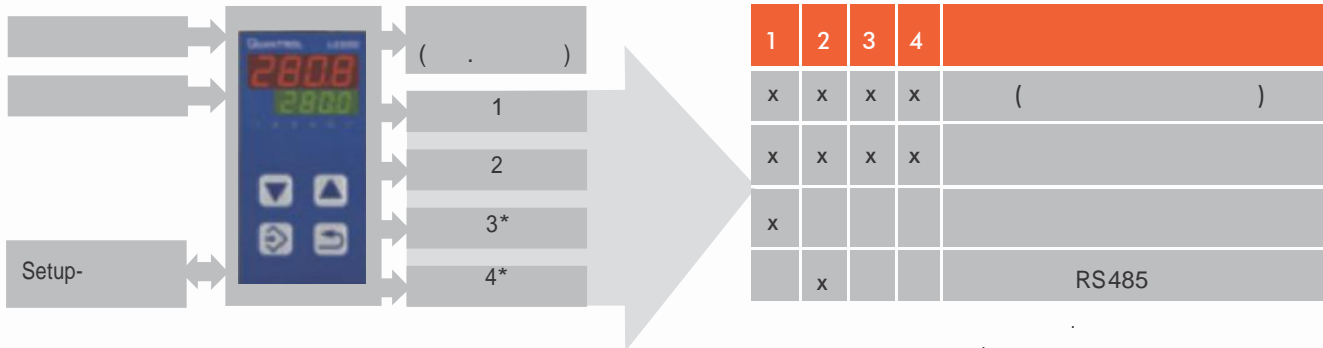 QUANTROL LC200
280.8
280.0
Setup-
( . )
1
2
3*
4*
1 2 3 4
x x x x ( )
x x x x
x
x RS485
.
.